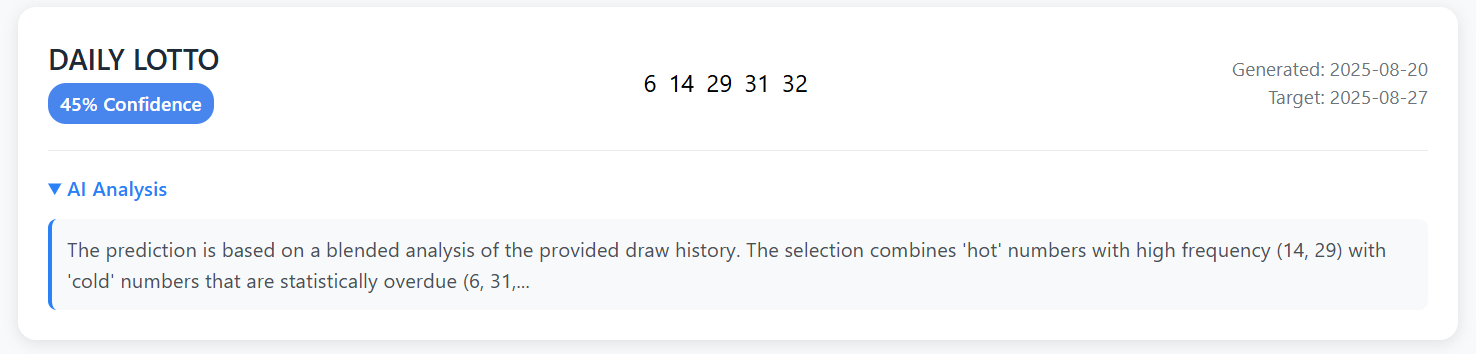 DAILY LOTTO
45% Confidence
6 14 29 31 32
Generated: 2025-08-20
Target: 2025-08-27
AI Analysis
The prediction is based on a blended analysis of the provided draw history. The selection combines 'hot' numbers with high frequency (14, 29) with
'cold' numbers that are statistically overdue (6, 31,...